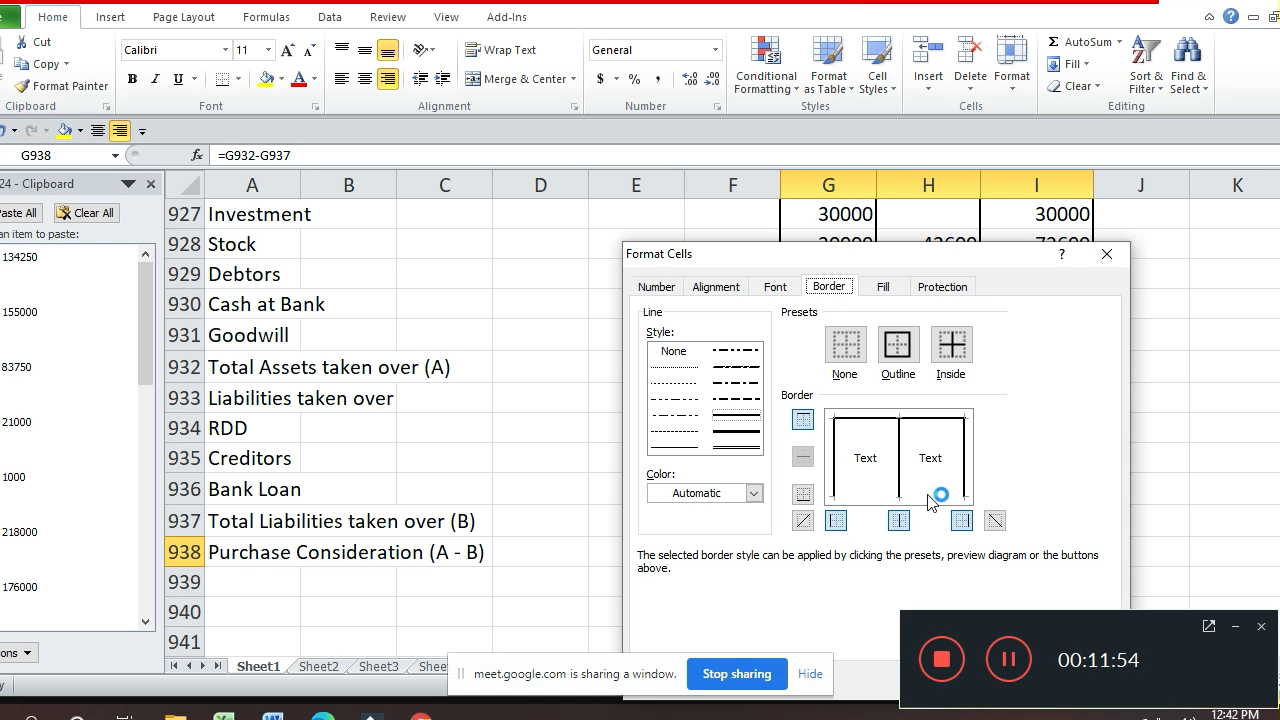 Home Insert Page Layout Formulas Data Review View Add-Ins
Cut
Copy
Format Painter
Clipboard
Calibri 11
B I U
Font
Wrap Text
Merge & Center
Alignment
General
$ % ,
Number
Conditional Formatting
Format as Table
Cell Styles
Styles
Insert Delete Format
Cells
AutoSum
Fill
Clear
Sort & Filter
Find & Select
Editing
G938 fx =G932-G937
24 - Clipboard
Paste All Clear All
an item to paste:
134250
155000
83750
21000
1000
218000
176000
A B C D E F G H I J K
927 Investment 30000 30000
928 Stock
929 Debtors
930 Cash at Bank
931 Goodwill
932 Total Assets taken over (A)
933 Liabilities taken over
934 RDD
935 Creditors
936 Bank Loan
937 Total Liabilities taken over (B)
938 Purchase Consideration (A - B)
939
940
941
Format Cells
Number Alignment Font Border Fill Protection
Line
Style:
None
Color:
Automatic
Presets
None Outline Inside
Border
Text Text
The selected border style can be applied by clicking the presets, preview diagram or the buttons
above.
Sheet1 Sheet2 Sheet3
meet.google.com is sharing a window. Stop sharing Hide
00:11:54
12:42 PM